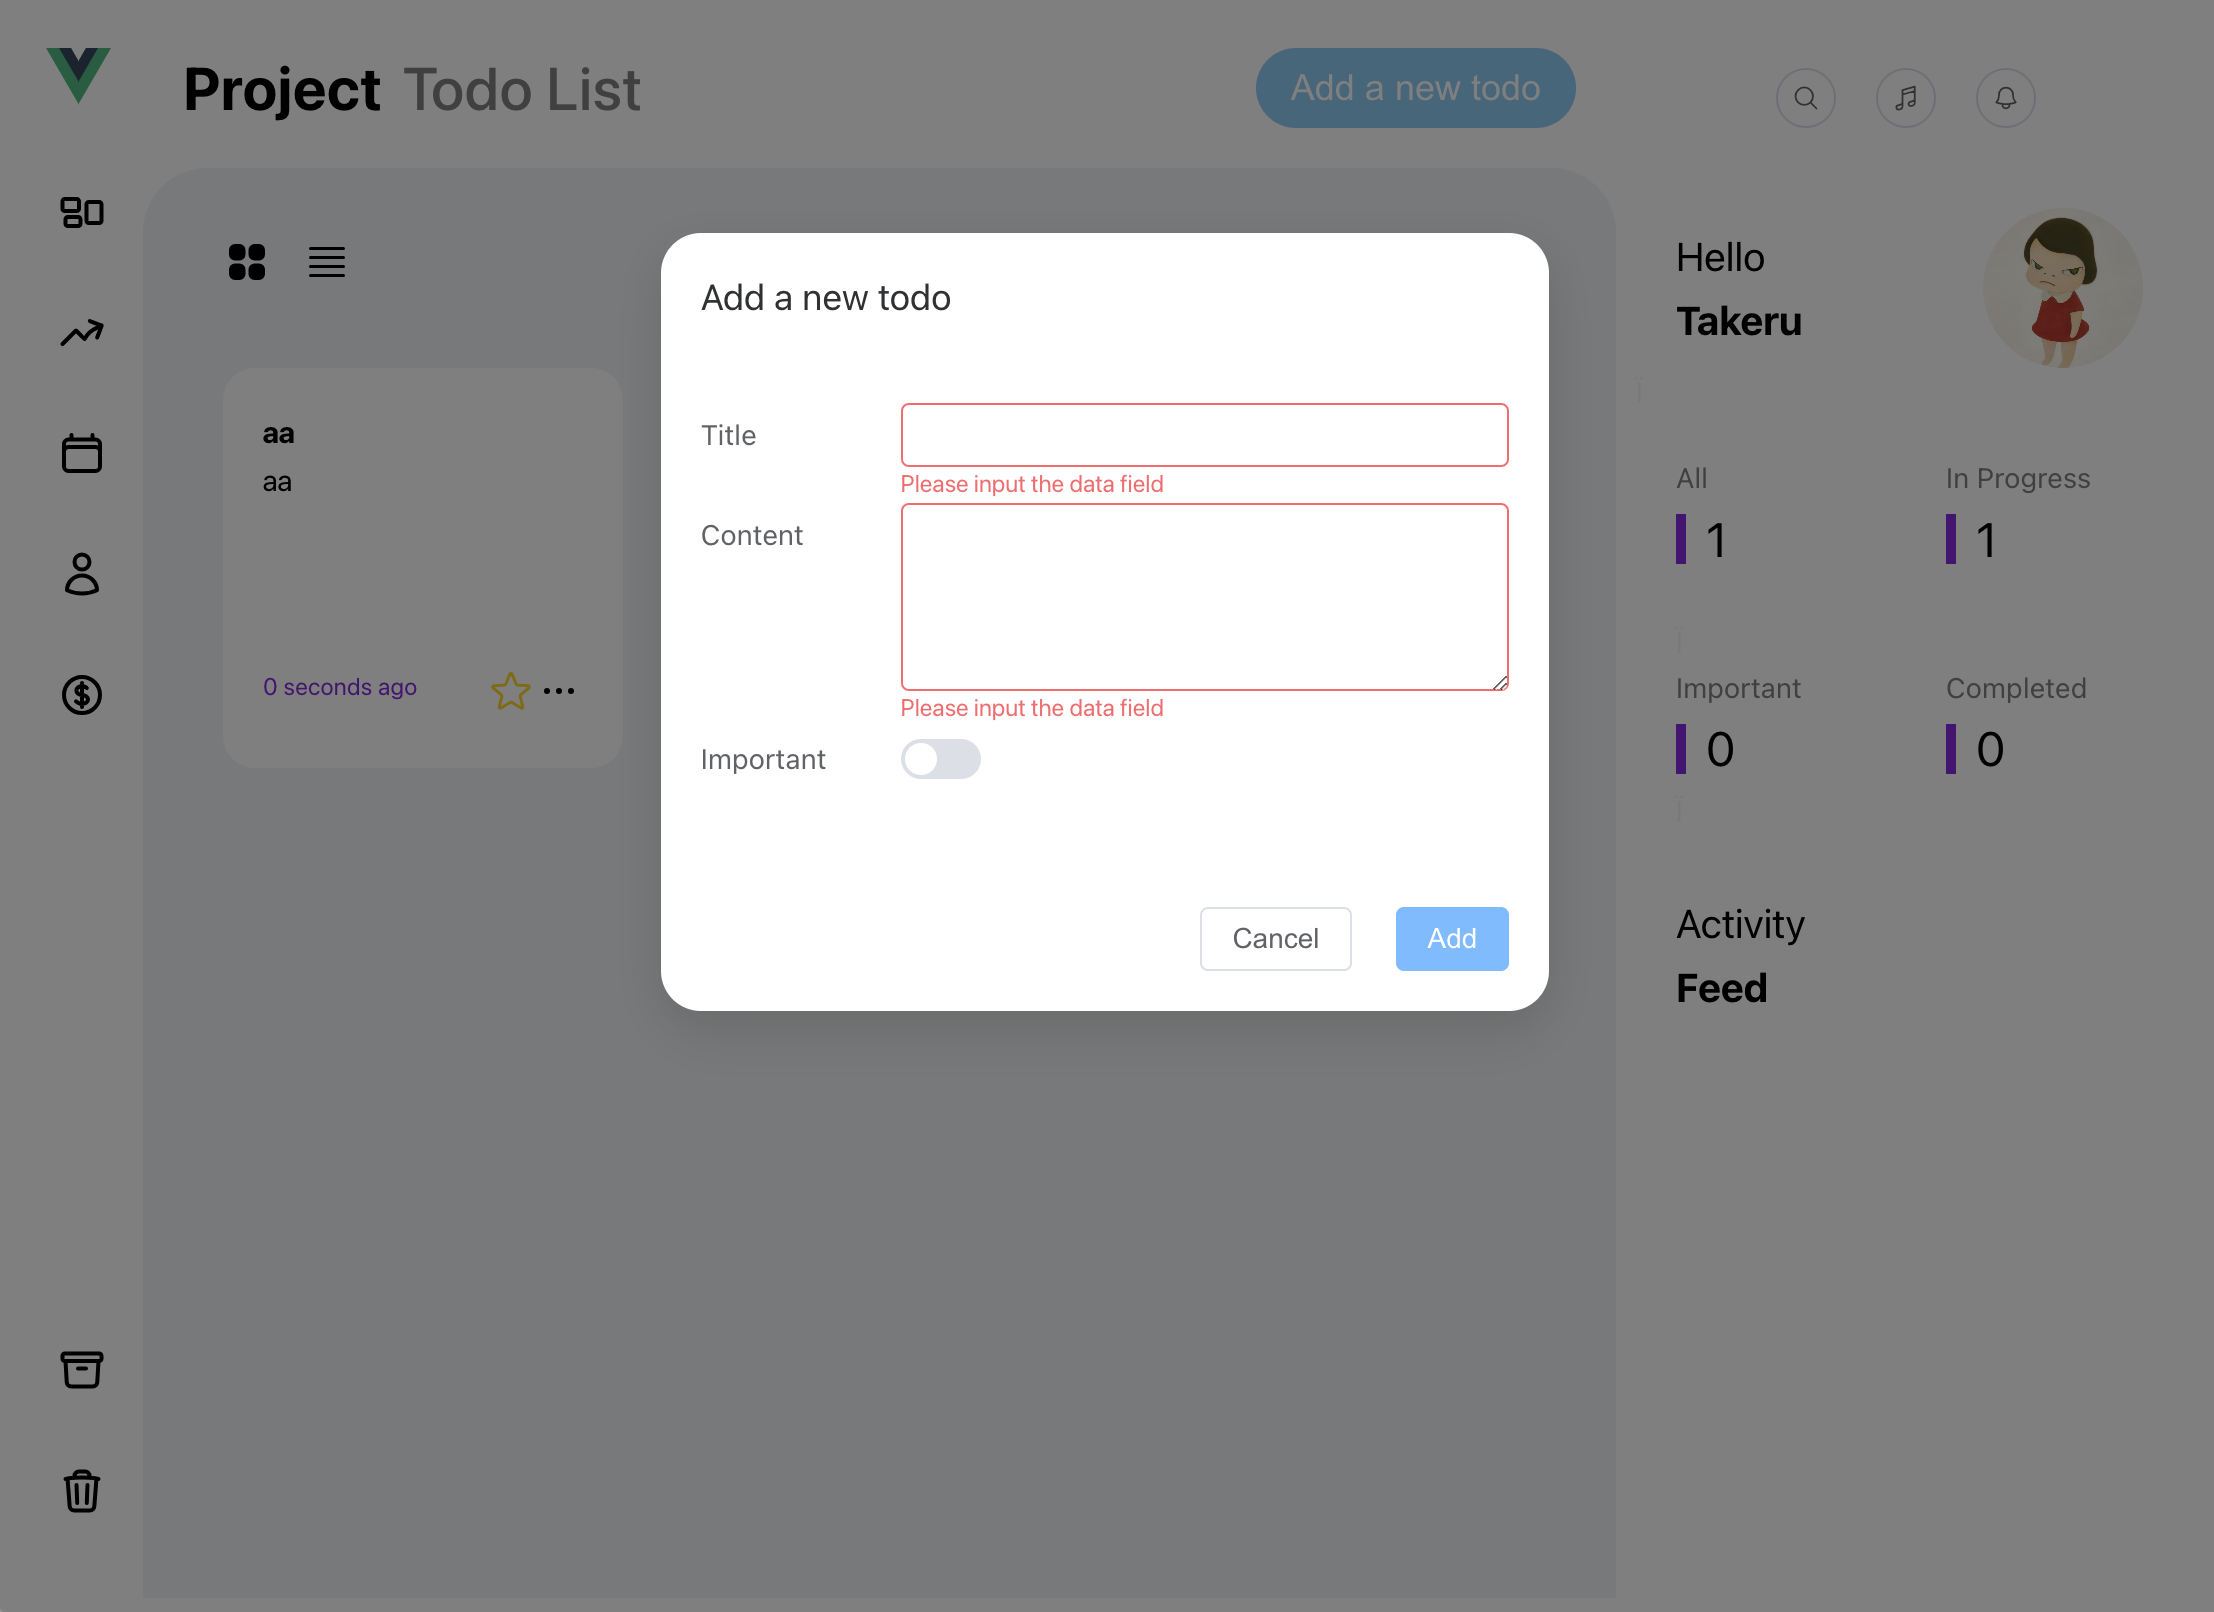 Project Todo List
Add a new todo
Add a new todo
Title
Please input the data field
Content
Please input the data field
Important
Cancel
Add
aa
aa
0 seconds ago
Hello
Takeru
All
In Progress
1
1
Important
Completed
0
0
Activity
Feed